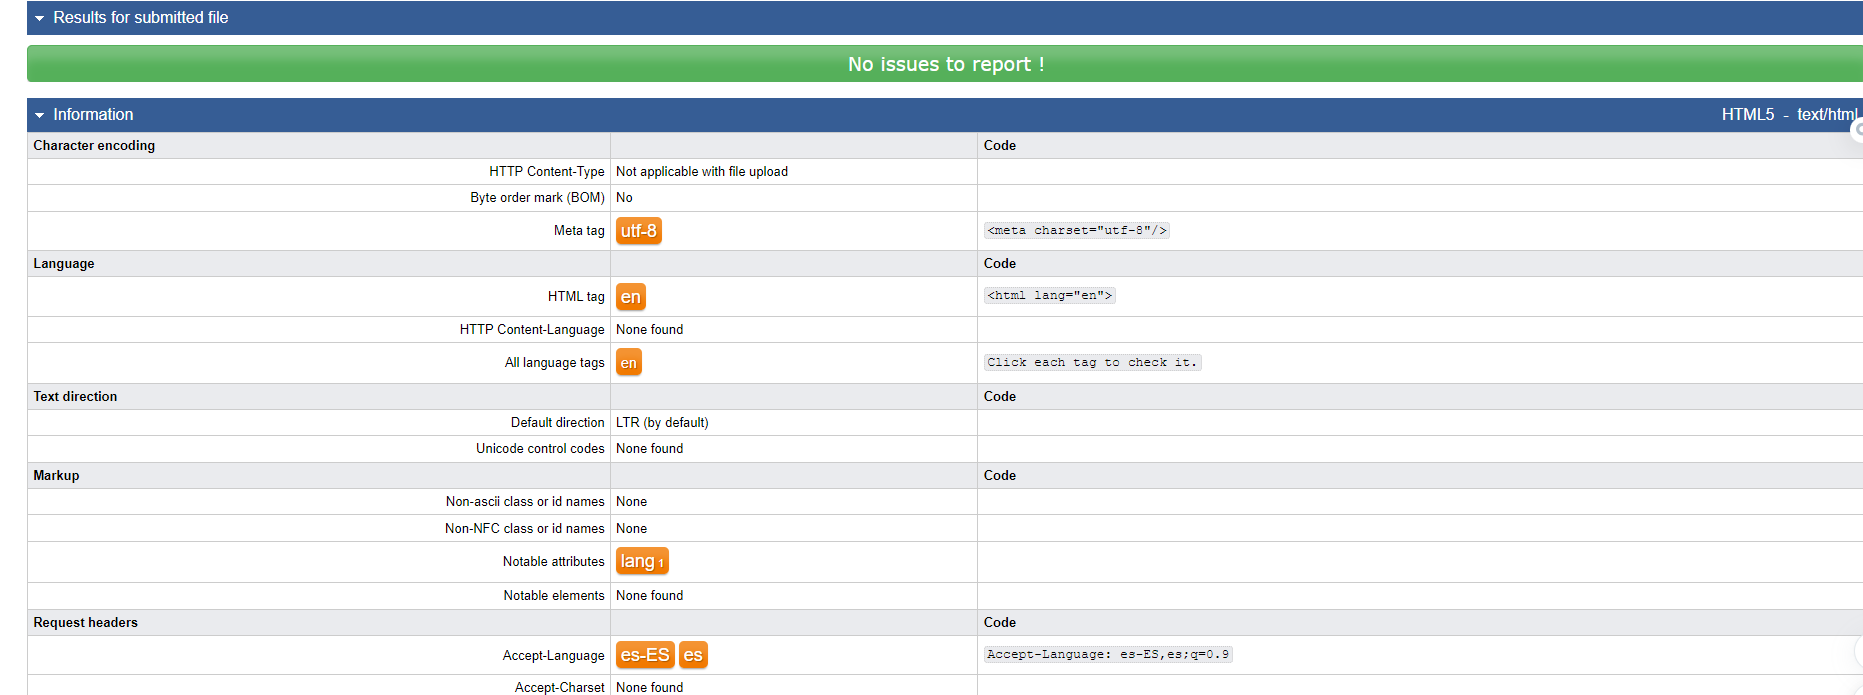 Results for submitted file
No issues to report !
Information HTML5 - text/html
Character encoding Code
HTTP Content-Type Not applicable with file upload
Byte order mark (BOM) No
Meta tag utf-8 <meta charset="utf-8"/>
Language Code
HTML tag en <html lang="en">
HTTP Content-Language None found
All language tags en Click each tag to check it.
Text direction Code
Default direction LTR (by default)
Unicode control codes None found
Markup Code
Non-ascii class or id names None
Non-NFC class or id names None
Notable attributes lang 1
Notable elements None found
Request headers Code
Accept-Language es-ES es Accept-Language: es-ES,es;q=0.9
Accept-Charset None found